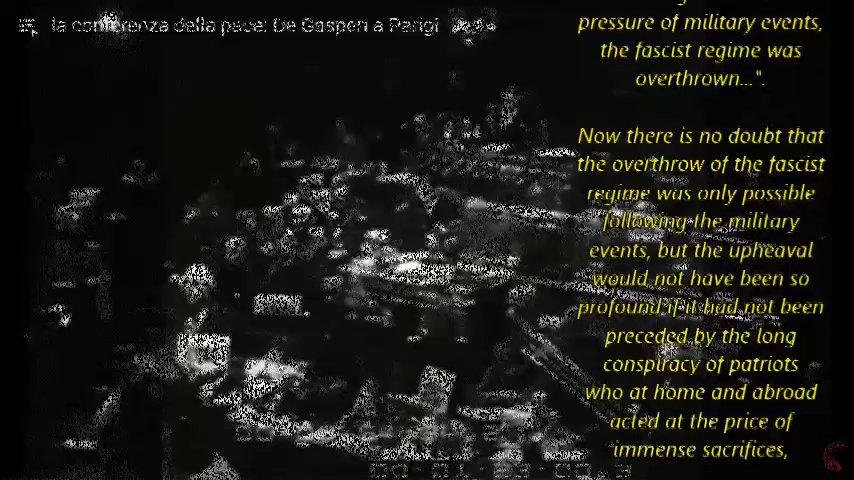 la conferenza della pace: De Gasperi a Parigi
pressure of military events,
the fascist regime was
overthrown...".
Now there is no doubt that
the overthrow of the fascist
regime was only possible
following the military
events, but the upheaval
would not have been so
profound if it had not been
preceded by the long
conspiracy of patriots
who at home and abroad
acted at the price of
immense sacrifices,